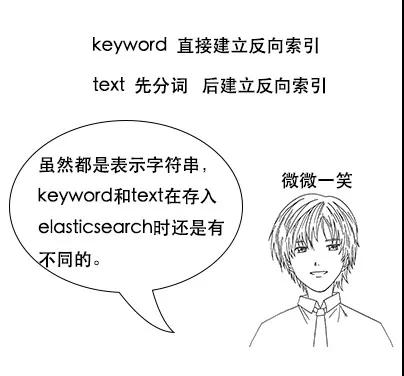 keyword 直接建立反向索引
text 先分词 后建立反向索引
虽然都是表示字符串，
keyword和text在存入
elasticsearch时还是有
不同的。
微微一笑